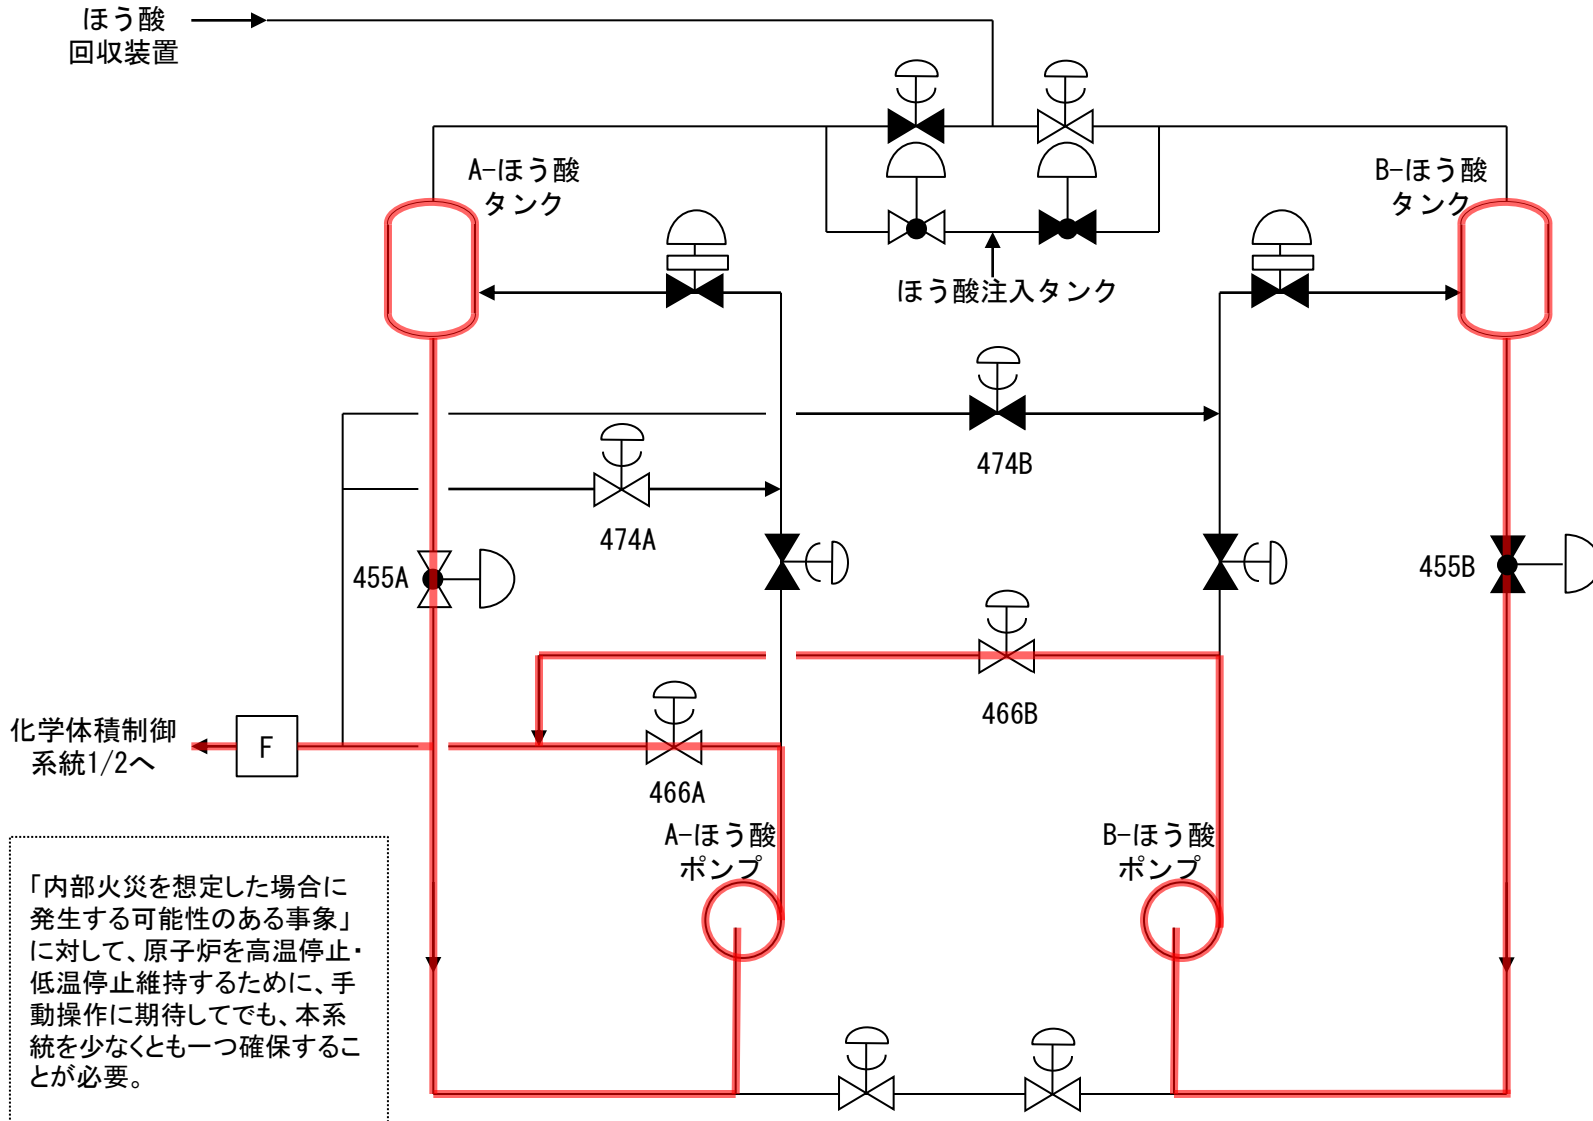 ほう酸
回収装置
A-ほう酸
タンク
B-ほう酸
タンク
ほう酸注入タンク
474B
474A
455A
455B
466B
化学体積制御
系統1/2へ
F
466A
A-ほう酸
ポンプ
B-ほう酸
ポンプ
「内部火災を想定した場合に
発生する可能性のある事象」
に対して、原子炉を高温停止・
低温停止維持するために、手
動操作に期待してでも、本系
統を少なくとも一つ確保するこ
とが必要。